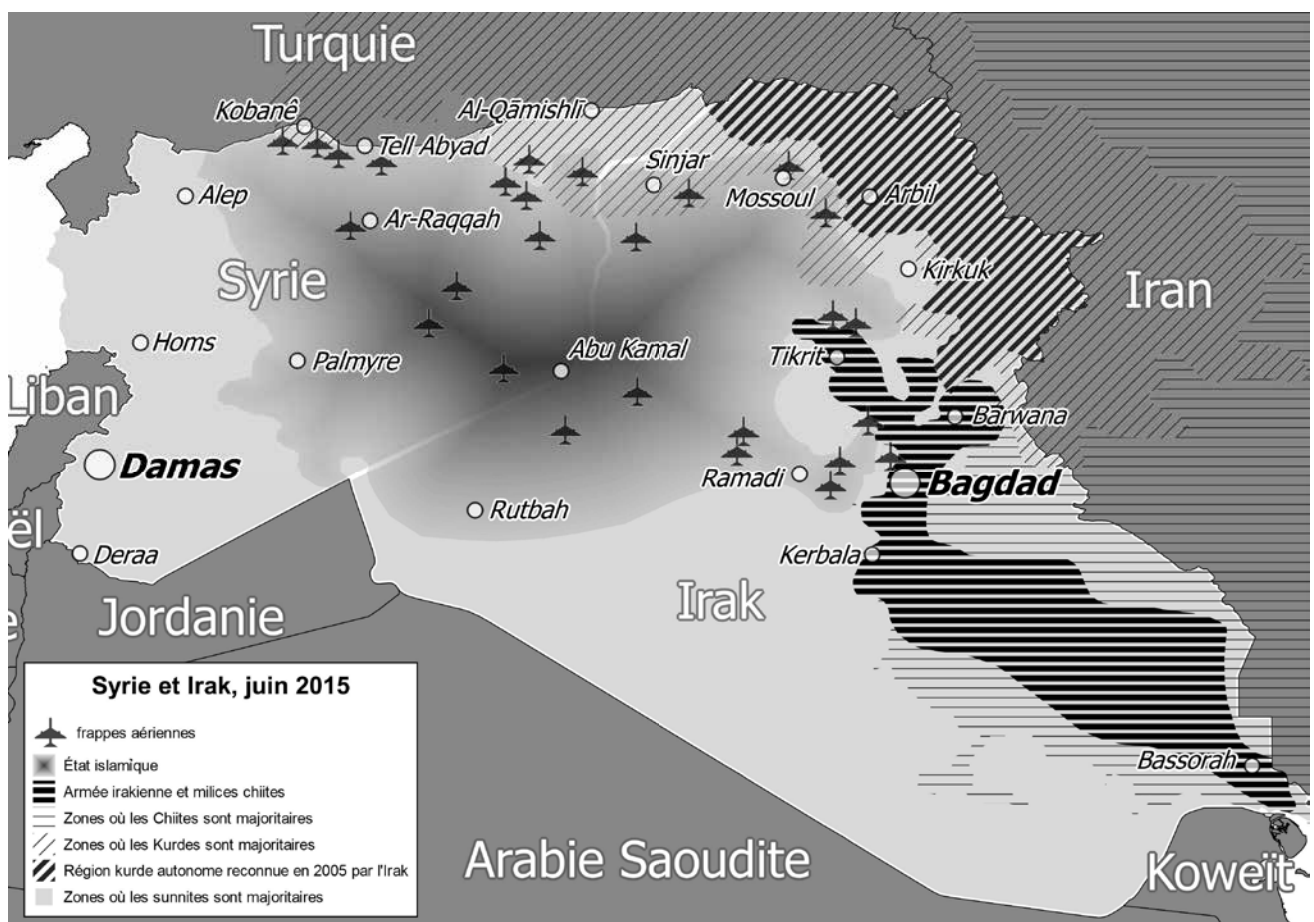 Turquie
Kobanê
Al-Qāmishlī
Tell Abyad
Sinjar
Mossoul
Arbil
Alep
Ar-Raqqah
Syrie
Kirkuk
Iran
Homs
Palmyre
Abu Kamal
Tikrit
Liban
Barwana
Damas
Ramadi
Bagdad
Rutbah
ël
Deraa
Kerbala
Irak
Jordanie
e
Syrie et Irak, juin 2015
frappes aériennes
État islamique
Armée irakienne et milices chiites
Zones où les Chiites sont majoritaires
Zones où les Kurdes sont majoritaires
Région kurde autonome reconnue en 2005 par l'Irak
Zones où les sunnites sont majoritaires
Bassorah
Arabie Saoudite
Koweït